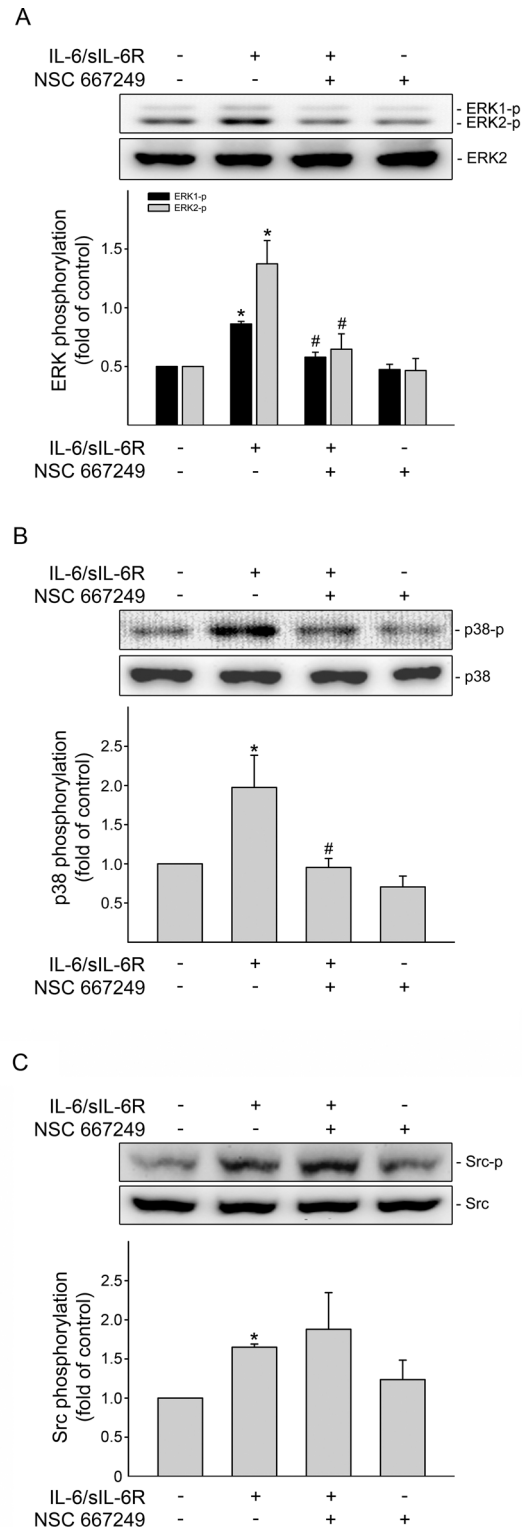 A
IL-6/sIL-6R - + + -
NSC 667249 - - + +
- ERK1-p
- ERK2-p
- ERK2
ERK1-p
ERK2-p
ERK phosphorylation
(fold of control)
1.5
1.0
0.5
* * # #
IL-6/sIL-6R - + + -
NSC 667249 - - + +
B
IL-6/sIL-6R - + + -
NSC 667249 - - + +
- p38-p
- p38
p38 phosphorylation
(fold of control)
2.5
2.0
1.5
1.0
0.5
* #
IL-6/sIL-6R - + + -
NSC 667249 - - + +
C
IL-6/sIL-6R - + + -
NSC 667249 - - + +
- Src-p
- Src
Src phosphorylation
(fold of control)
2.5
2.0
1.5
1.0
0.5
0
*
IL-6/sIL-6R - + + -
NSC 667249 - - + +